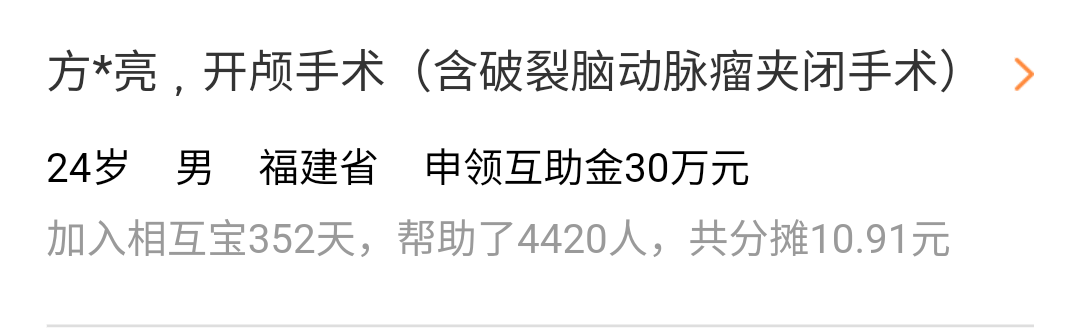 方*亮，开颅手术（含破裂脑动脉瘤夹闭手术）
24岁 男 福建省 申领互助金30万元
加入相互宝352天，帮助了4420人，共分摊10.91元